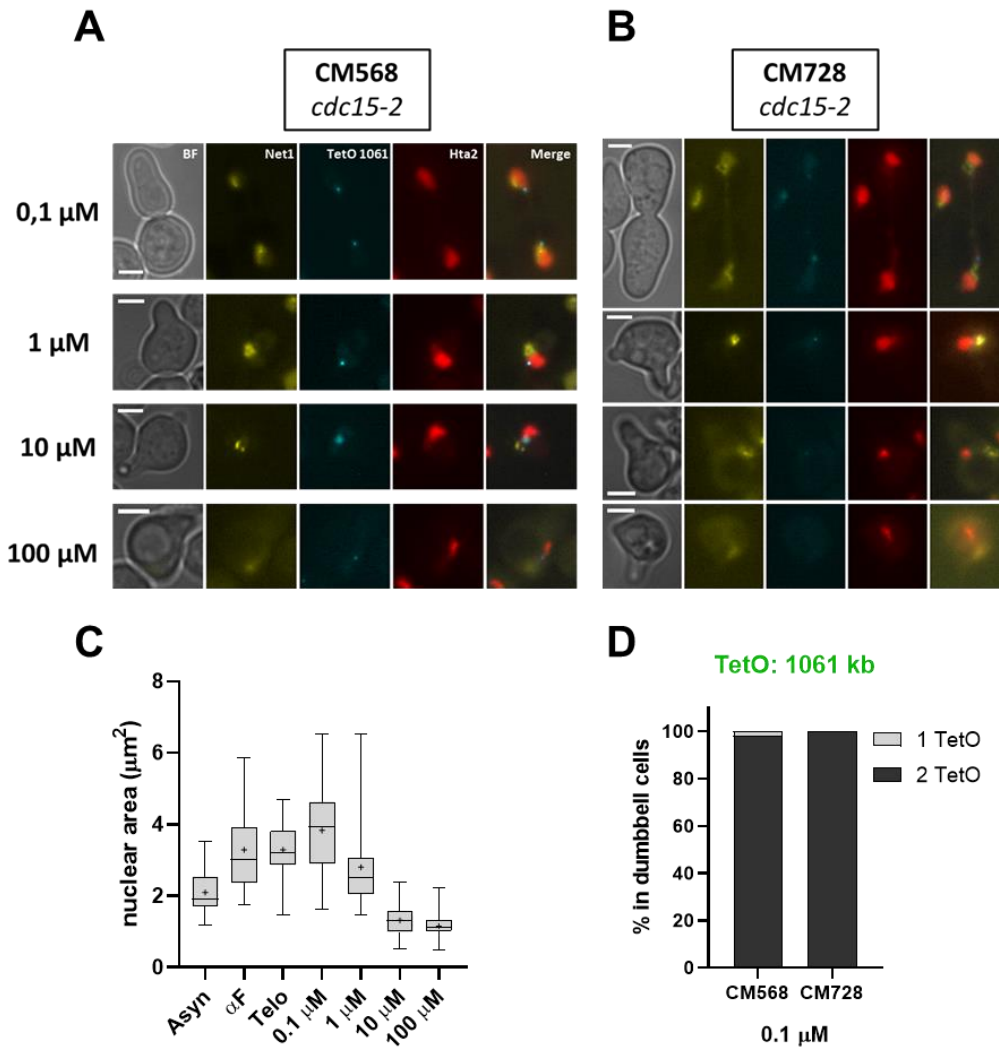 A
B
CM568
cdc15-2
CM728
cdc15-2
BF
Net1
TetO 1061
Hta2
Merge
0,1 µM
1 µM
10 µM
100 µM
C
D
TetO: 1061 kb
nuclear area (µm²)
8
6
4
2
0
Asyn
αF
Telo
0.1 µM
1 µM
10 µM
100 µM
% in dumbbell cells
100
80
60
40
20
0
1 TetO
2 TetO
CM568
CM728
0.1 µM